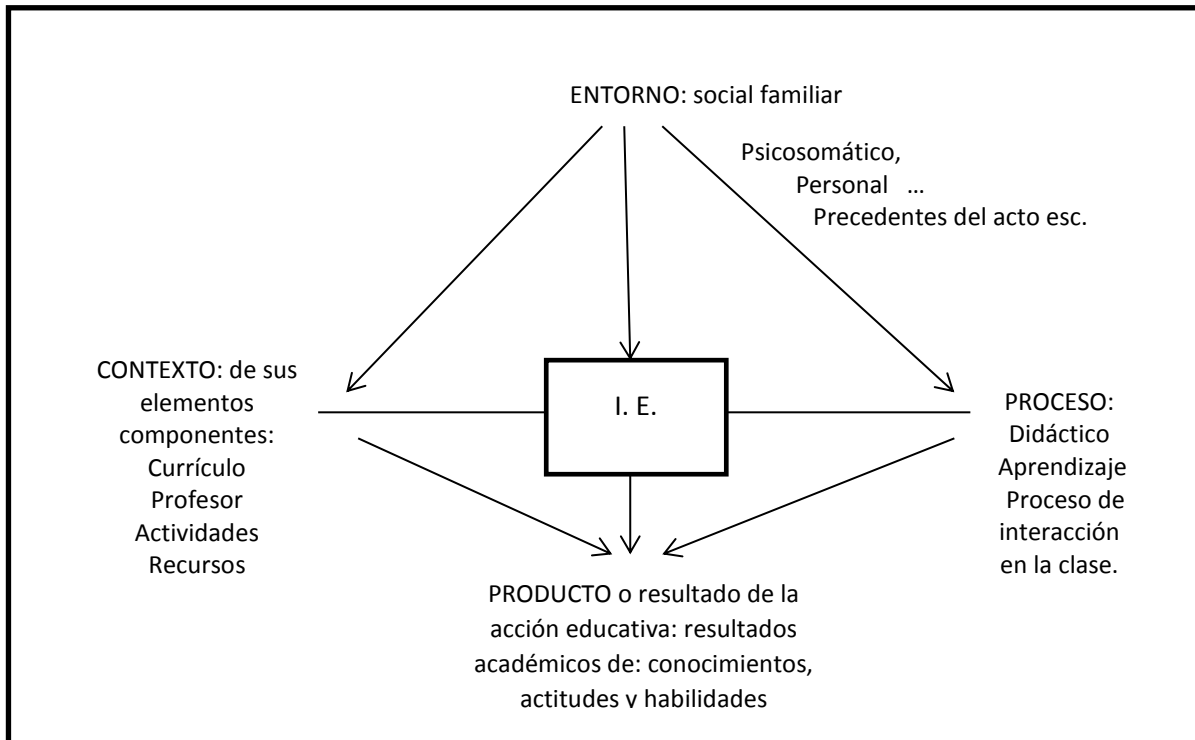 ENTORNO: social familiar
Psicosomático,
Personal ...
Precedentes del acto esc.
CONTEXTO: de sus
elementos
componentes:
Currículo
Profesor
Actividades
Recursos
I. E.
PROCESO:
Didáctico
Aprendizaje
Proceso de
interacción
en la clase.
PRODUCTO o resultado de la
acción educativa: resultados
académicos de: conocimientos,
actitudes y habilidades